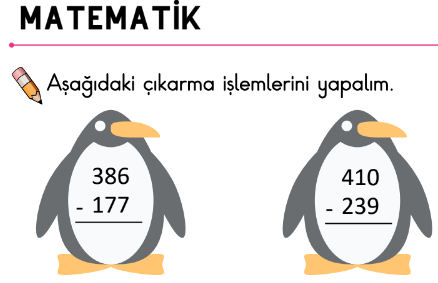 MATEMATİK
Aşağıdaki çıkarma işlemlerini yapalım.
386
- 177
410
- 239